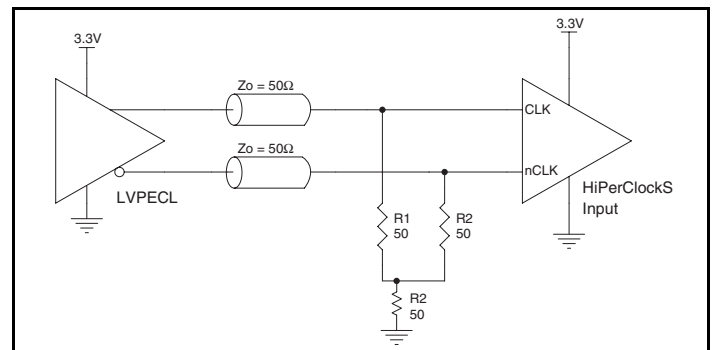 3.3V
3.3V
Zo = 50Ω
CLK
Zo = 50Ω
nCLK
LVPECL
HiPerClockS
Input
R1
50
R2
50
R2
50